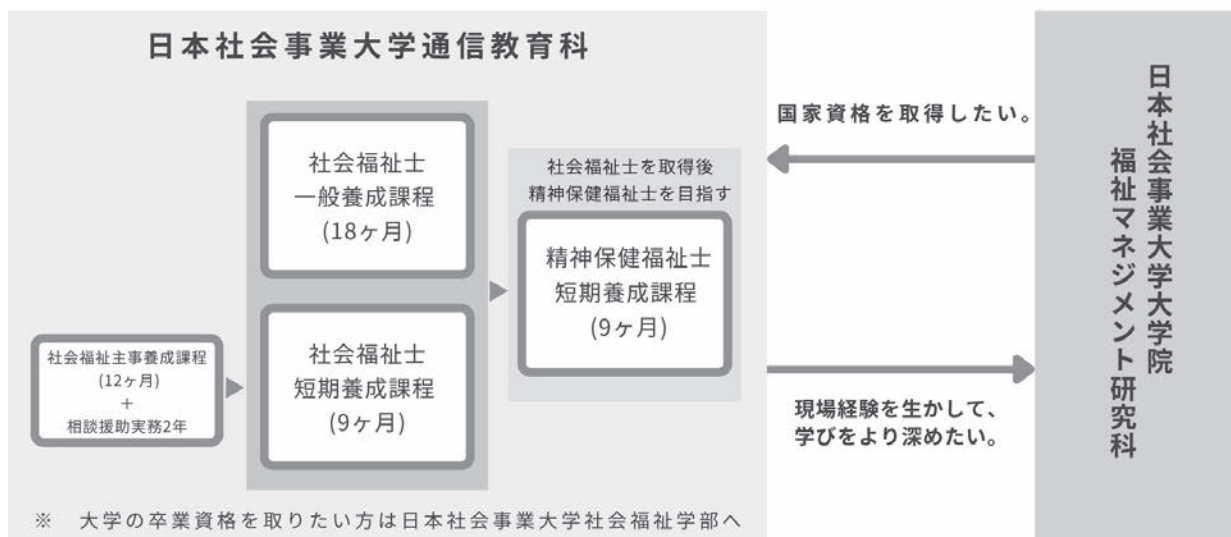 日本社会事業大学通信教育科
社会福祉士
一般養成課程
(18ヶ月)
社会福祉主事養成課程
(12ヶ月)
+
相談援助実務2年
社会福祉士
短期養成課程
(9ヶ月)
社会福祉士を取得後
精神保健福祉士を目指す
精神保健福祉士
短期養成課程
(9ヶ月)
※ 大学の卒業資格を取りたい方は日本社会事業大学社会福祉学部へ
国家資格を取得したい。
現場経験を生かして、
学びをより深めたい。
日本社会事業大学大学院
福祉マネジメント研究科